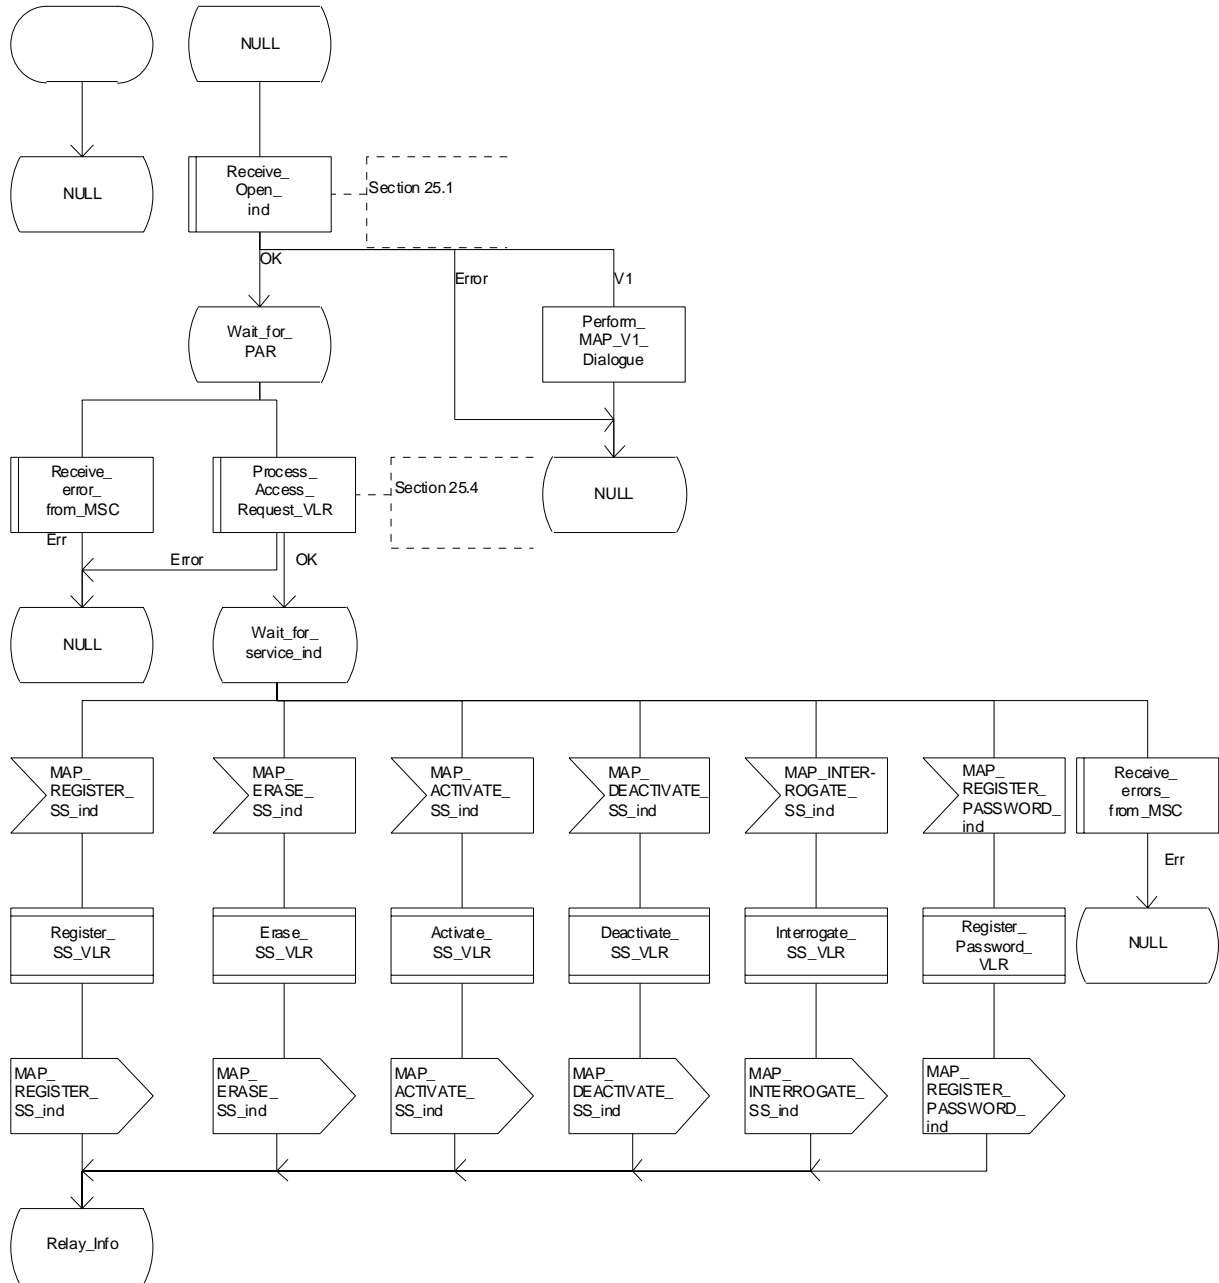 NULL
NULL
Receive_
Open_
ind
Section 25.1
OK
Error
V1
Wait_for_
PAR
Perform_
MAP_V1_
Dialogue
Receive_
error_
from_MSC
Process_
Access_
Request_VLR
Section 25.4
NULL
Err
Error
OK
NULL
Wait_for_
service_ind
MAP_
REGISTER_
SS_ind
MAP_
ERASE_
SS_ind
MAP_
ACTIVATE_
SS_ind
MAP_
DEACTIVATE_
SS_ind
MAP_INTER-
ROGATE_
SS_ind
MAP_
REGISTER_
PASSWORD_
ind
Receive_
errors_
from_MSC
Err
Register_
SS_VLR
Erase_
SS_VLR
Activate_
SS_VLR
Deactivate_
SS_VLR
Interrogate_
SS_VLR
Register_
Password_
VLR
NULL
MAP_
REGISTER_
SS_ind
MAP_
ERASE_
SS_ind
MAP_
ACTIVATE_
SS_ind
MAP_
DEACTIVATE_
SS_ind
MAP_
INTERROGATE_
SS_ind
MAP_
REGISTER_
PASSWORD_
ind
Relay_Info